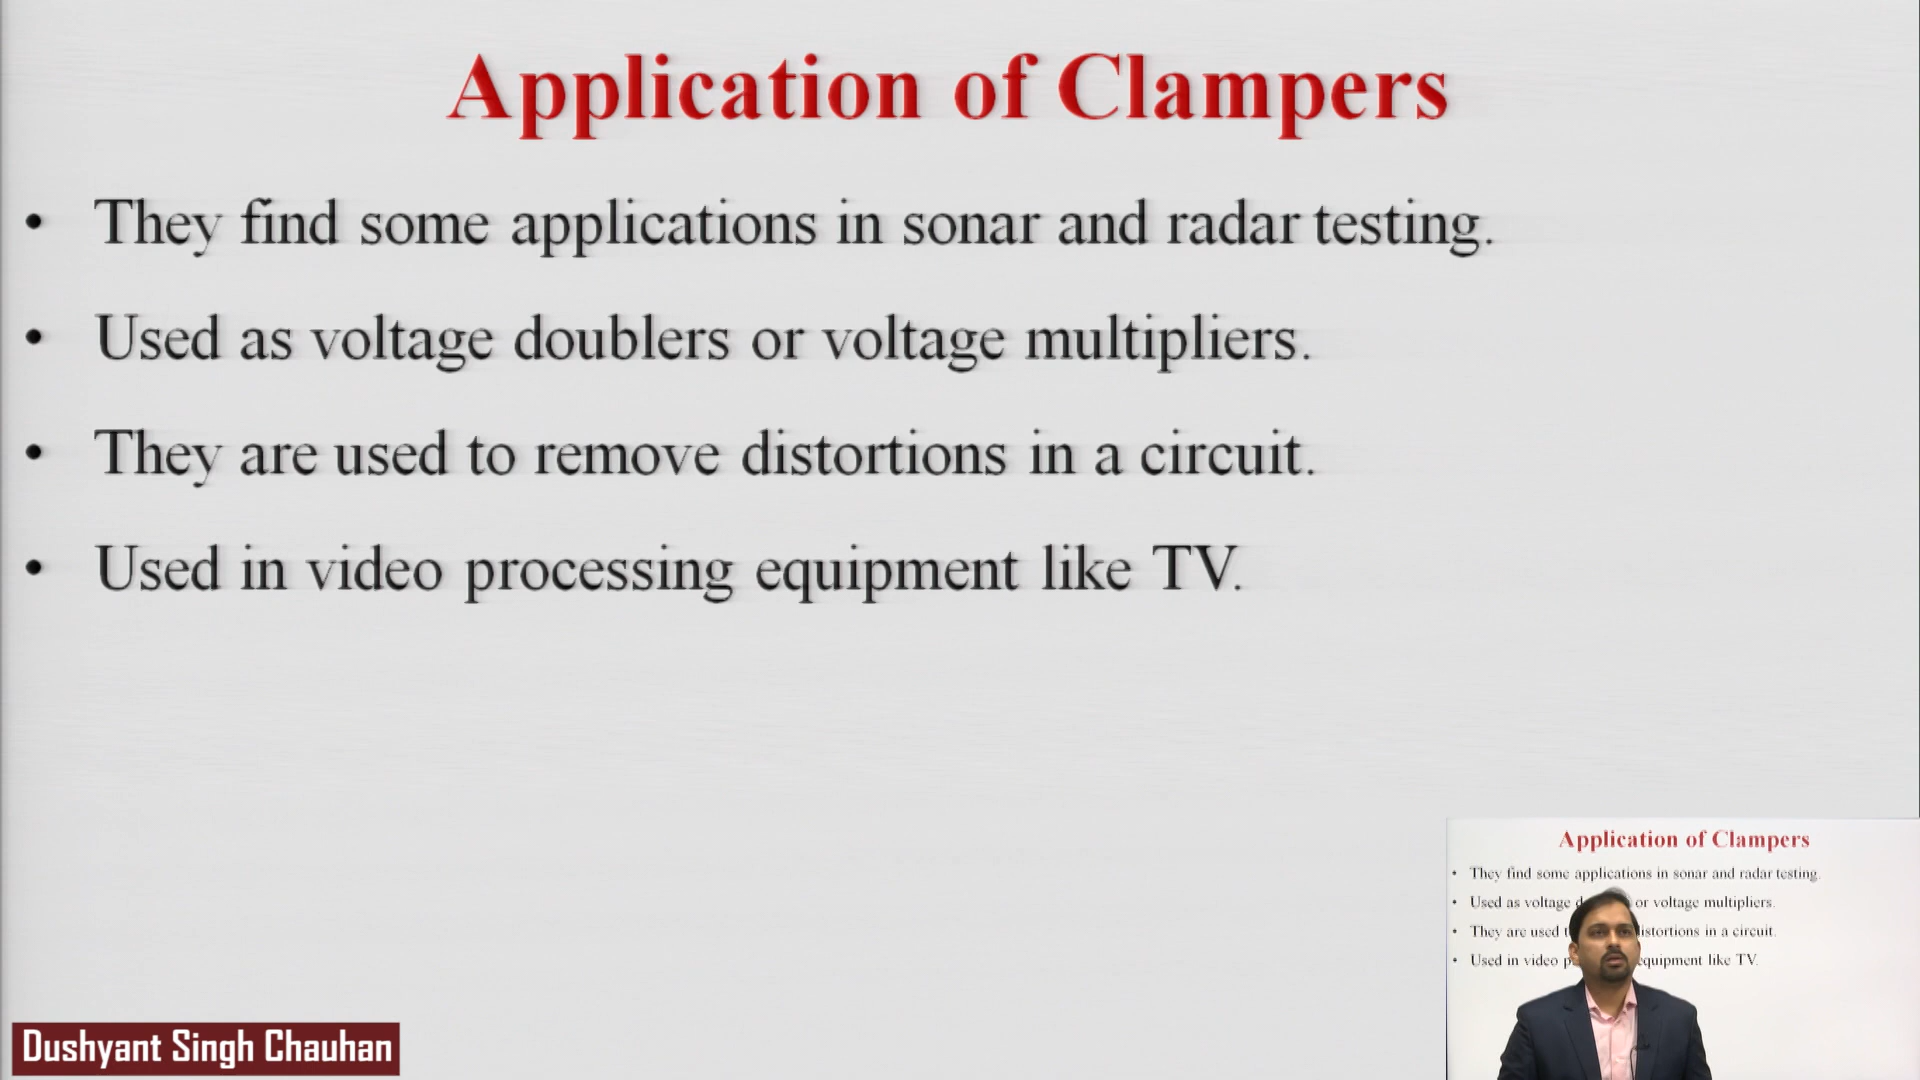 Application of Clampers
• They find some applications in sonar and radar testing.
• Used as voltage doublers or voltage multipliers.
• They are used to remove distortions in a circuit.
• Used in video processing equipment like TV.
Application of Clampers
• They find some applications in sonar and radar testing.
• Used as voltage or voltage multipliers.
• They are used in a circuit.
• Used in video equipment like TV.
Dushyant Singh Chauhan